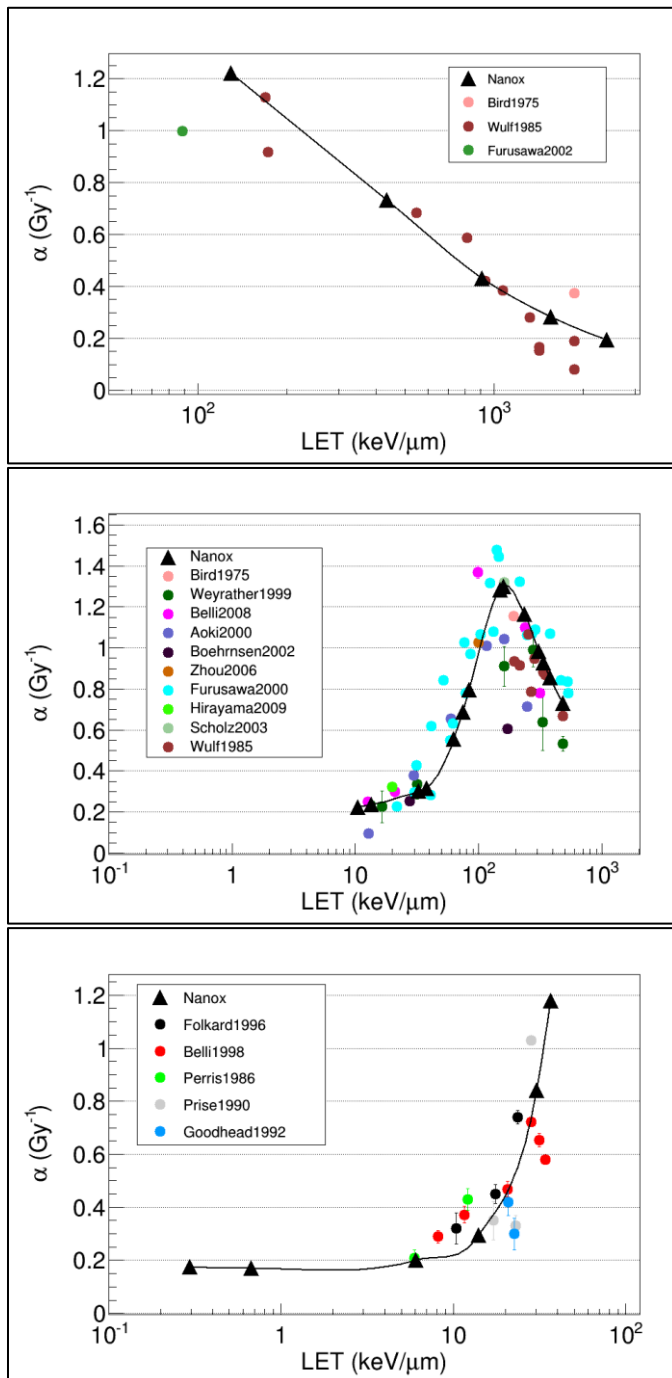 1.2
1
0.8
0.6
0.4
0.2
0
α (Gy⁻¹)
Nanox
Bird1975
Wulf1985
Furusawa2002
10² 10³
LET (keV/μm)
1.6
1.4
1.2
1
0.8
0.6
0.4
0.2
0
α (Gy⁻¹)
Nanox
Bird1975
Weyrather1999
Belli2008
Aoki2000
Boehrnsen2002
Zhou2006
Furusawa2000
Hirayama2009
Scholz2003
Wulf1985
10⁻¹ 1 10 10² 10³
LET (keV/μm)
1.2
1
0.8
0.6
0.4
0.2
0
α (Gy⁻¹)
Nanox
Folkard1996
Belli1998
Perris1986
Prise1990
Goodhead1992
10⁻¹ 1 10 10²
LET (keV/μm)